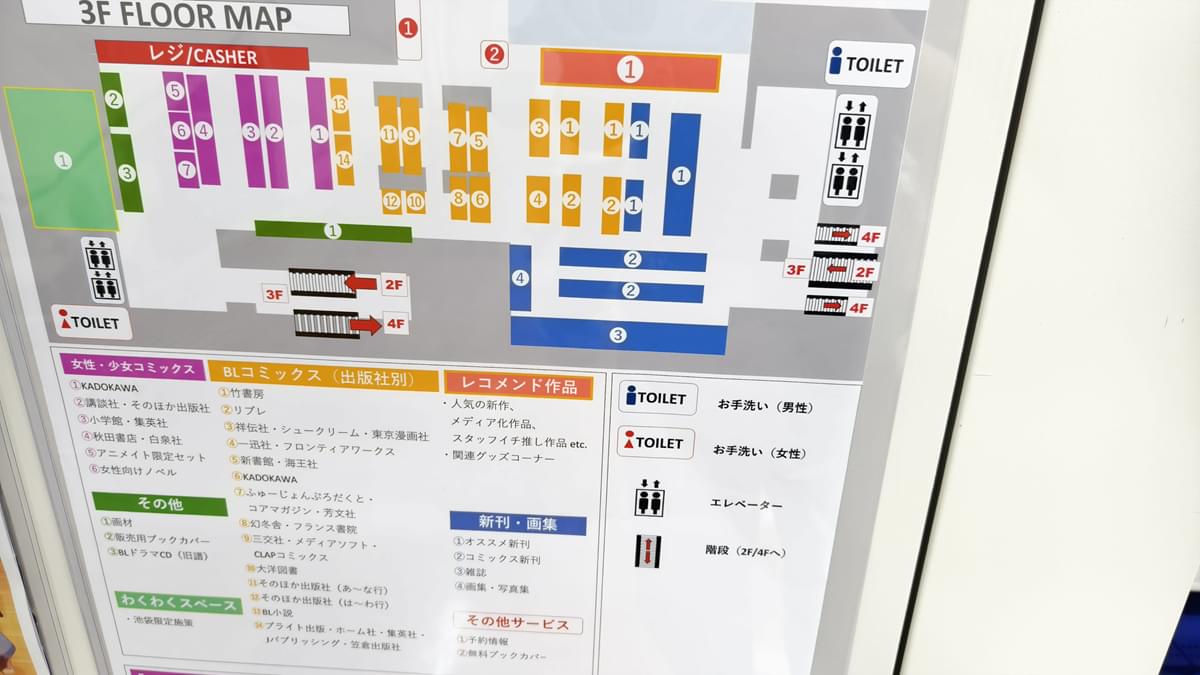 3F FLOOR MAP
レジ/CASHER
① ② ①
TOILET
② ⑤ ⑥ ⑦ ④ ③ ② ① ⑬ ⑭ ⑪ ⑨ ⑦ ⑤ ③ ① ① ① ①
① ③ ⑫ ⑩ ⑧ ⑥ ④ ② ② ①
①
④ ② ② ③
3F 2F
4F
4F
3F 2F
4F
TOILET
女性・少女コミックス
①KADOKAWA
②講談社・そのほか出版社
③小学館・集英社
④秋田書店・白泉社
⑤アニメイト限定セット
⑥女性向けノベル
その他
①画材
②販売用ブックカバー
③BLドラマCD（旧譜）
わくわくスペース
・池袋限定施策
BLコミックス（出版社別）
①竹書房
②リブレ
③祥伝社・シュークリーム・東京漫画社
④一迅社・フロンティアワークス
⑤新書館・海王社
⑥KADOKAWA
⑦ふゅーじょんぷろだくと・
コアマガジン・芳文社
⑧幻冬舎・フランス書院
⑨三交社・メディアソフト・
CLAPコミックス
⑩大洋図書
⑪そのほか出版社（あ～な行）
⑫そのほか出版社（は～わ行）
⑬BL小説
⑭ブライト出版・ホーム社・集英社・
Jパブリッシング・笠倉出版社
レコメンド作品
・人気の新作、
メディア化作品、
スタッフイチ推し作品 etc.
・関連グッズコーナー
新刊・画集
①オススメ新刊
②コミックス新刊
③雑誌
④画集・写真集
その他サービス
①予約情報
②無料ブックカバー
TOILET お手洗い（男性）
TOILET お手洗い（女性）
エレベーター
階段（2F/4Fへ）